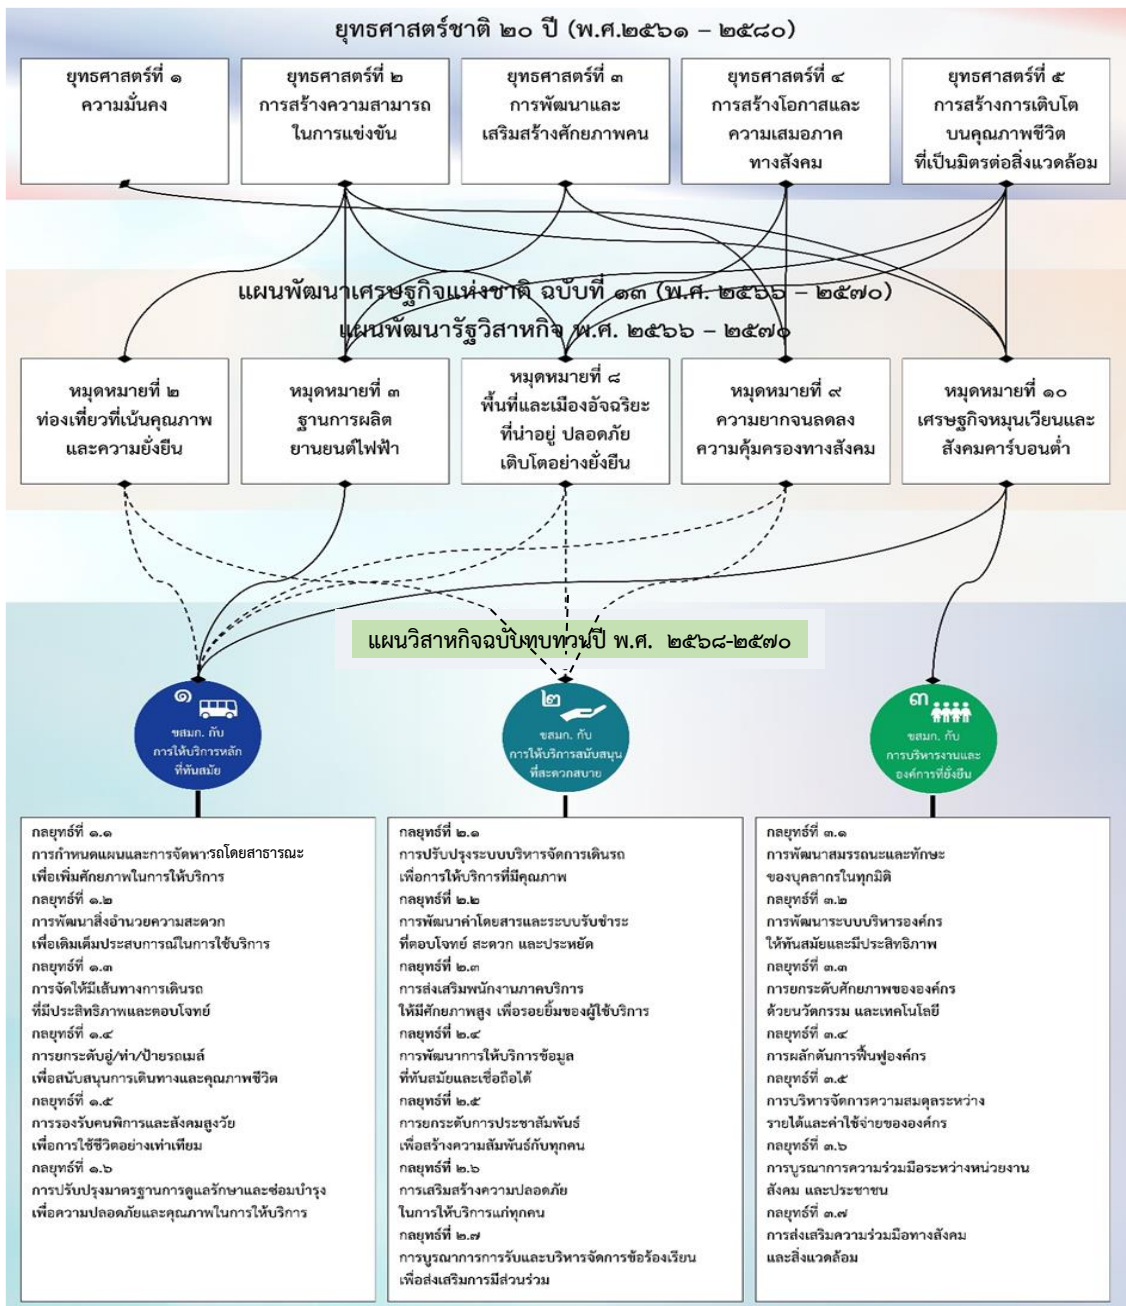 ยุทธศาสตร์ชาติ ๒๐ ปี (พ.ศ.๒๕๖๑ – ๒๕๘๐)
ยุทธศาสตร์ที่ ๑
ความมั่นคง
ยุทธศาสตร์ที่ ๒
การสร้างความสามารถ
ในการแข่งขัน
ยุทธศาสตร์ที่ ๓
การพัฒนาและ
เสริมสร้างศักยภาพคน
ยุทธศาสตร์ที่ ๔
การสร้างโอกาสและ
ความเสมอภาค
ทางสังคม
ยุทธศาสตร์ที่ ๕
การสร้างการเติบโต
บนคุณภาพชีวิต
ที่เป็นมิตรต่อสิ่งแวดล้อม
แผนพัฒนาเศรษฐกิจแห่งชาติ ฉบับที่ ๑๓ (พ.ศ. ๒๕๖๖ – ๒๕๗๐)
แผนพัฒนารัฐวิสาหกิจ พ.ศ. ๒๕๖๖ – ๒๕๗๐
หมุดหมายที่ ๒
ท่องเที่ยวที่เน้นคุณภาพ
และความยั่งยืน
หมุดหมายที่ ๓
ฐานการผลิต
ยานยนต์ไฟฟ้า
หมุดหมายที่ ๘
พื้นที่และเมืองอัจฉริยะ
ที่น่าอยู่ ปลอดภัย
เติบโตอย่างยั่งยืน
หมุดหมายที่ ๙
ความยากจนลดลง
ความคุ้มครองทางสังคม
หมุดหมายที่ ๑๐
เศรษฐกิจหมุนเวียนและ
สังคมคาร์บอนต่ำ
แผนวิสาหกิจฉบับทบทวนปี พ.ศ. ๒๕๖๘-๒๕๗๐
๑
ขสมก. กับ
การให้บริการหลัก
ที่ทันสมัย
๒
ขสมก. กับ
การให้บริการสนับสนุน
ที่สะดวกสบาย
๓
ขสมก. กับ
การบริหารงานและ
องค์การที่ยั่งยืน
กลยุทธ์ที่ ๑.๑
การกำหนดแผนและการจัดหารถโดยสาธารณะ
เพื่อเพิ่มศักยภาพในการให้บริการ
กลยุทธ์ที่ ๑.๒
การพัฒนาสิ่งอำนวยความสะดวก
เพื่อเติมเต็มประสบการณ์ในการใช้บริการ
กลยุทธ์ที่ ๑.๓
การจัดให้มีเส้นทางการเดินรถ
ที่มีประสิทธิภาพและตอบโจทย์
กลยุทธ์ที่ ๑.๔
การยกระดับอู่/ท่า/ป้ายรถเมล์
เพื่อสนับสนุนการเดินทางและคุณภาพชีวิต
กลยุทธ์ที่ ๑.๕
การรองรับคนพิการและสังคมสูงวัย
เพื่อการใช้ชีวิตอย่างเท่าเทียม
กลยุทธ์ที่ ๑.๖
การปรับปรุงมาตรฐานการดูแลรักษาและซ่อมบำรุง
เพื่อความปลอดภัยและคุณภาพในการให้บริการ
กลยุทธ์ที่ ๒.๑
การปรับปรุงระบบบริหารจัดการเดินรถ
เพื่อการให้บริการที่มีคุณภาพ
กลยุทธ์ที่ ๒.๒
การพัฒนาค่าโดยสารและระบบรับชำระ
ที่ตอบโจทย์ สะดวก และประหยัด
กลยุทธ์ที่ ๒.๓
การส่งเสริมพนักงานภาคบริการ
ให้มีศักยภาพสูง เพื่อรอยยิ้มของผู้ใช้บริการ
กลยุทธ์ที่ ๒.๔
การพัฒนาการให้บริการข้อมูล
ที่ทันสมัยและเชื่อถือได้
กลยุทธ์ที่ ๒.๕
การยกระดับการประชาสัมพันธ์
เพื่อสร้างความสัมพันธ์กับทุกคน
กลยุทธ์ที่ ๒.๖
การเสริมสร้างความปลอดภัย
ในการให้บริการแก่ทุกคน
กลยุทธ์ที่ ๒.๗
การบูรณาการการรับและบริหารจัดการข้อร้องเรียน
เพื่อส่งเสริมการมีส่วนร่วม
กลยุทธ์ที่ ๓.๑
การพัฒนาสมรรถนะและทักษะ
ของบุคลากรในทุกมิติ
กลยุทธ์ที่ ๓.๒
การพัฒนาระบบบริหารองค์กร
ให้ทันสมัยและมีประสิทธิภาพ
กลยุทธ์ที่ ๓.๓
การยกระดับศักยภาพขององค์กร
ด้วยนวัตกรรม และเทคโนโลยี
กลยุทธ์ที่ ๓.๔
การผลักดันการฟื้นฟูองค์กร
กลยุทธ์ที่ ๓.๕
การบริหารจัดการความสมดุลระหว่าง
รายได้และค่าใช้จ่ายขององค์กร
กลยุทธ์ที่ ๓.๖
การบูรณาการความร่วมมือระหว่างหน่วยงาน
สังคม และประชาชน
กลยุทธ์ที่ ๓.๗
การส่งเสริมความร่วมมือทางสังคม
และสิ่งแวดล้อม